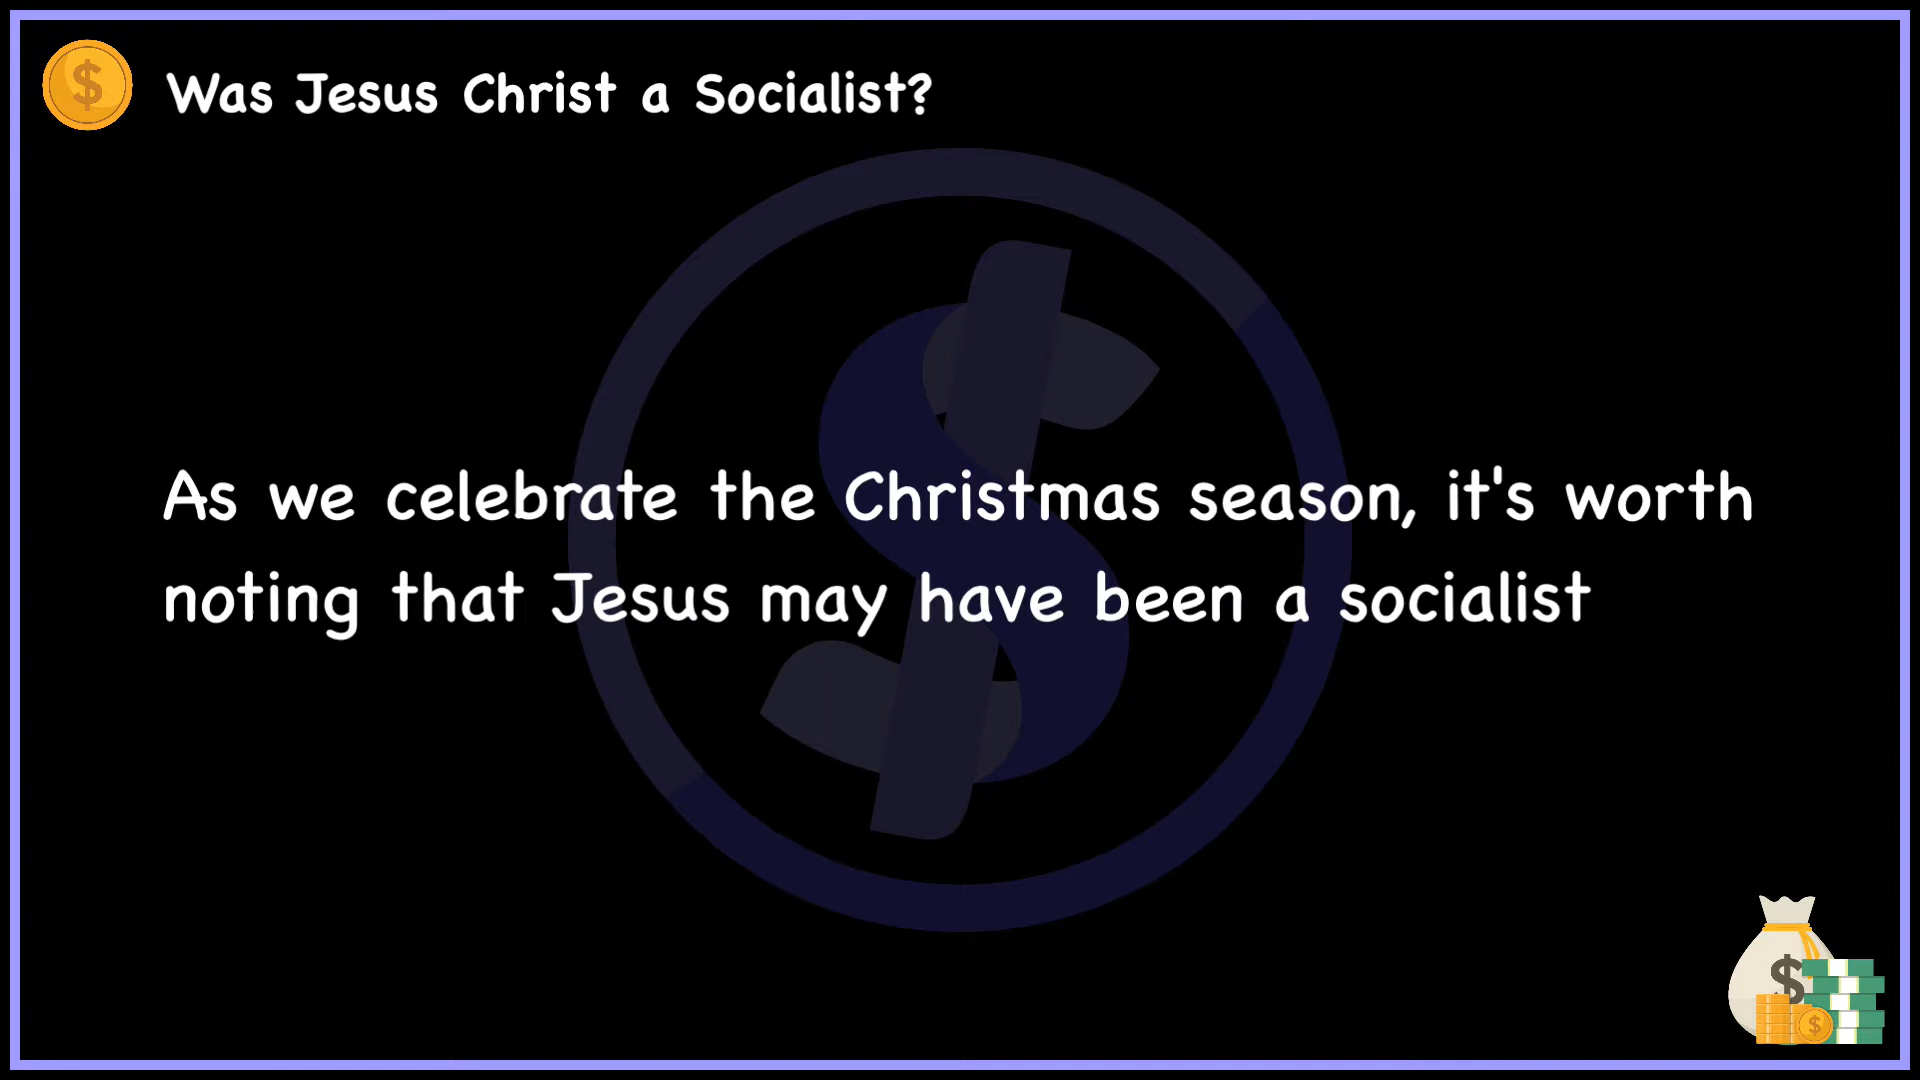 Was Jesus Christ a Socialist?
As we celebrate the Christmas season, it's worth
noting that Jesus may have been a socialist